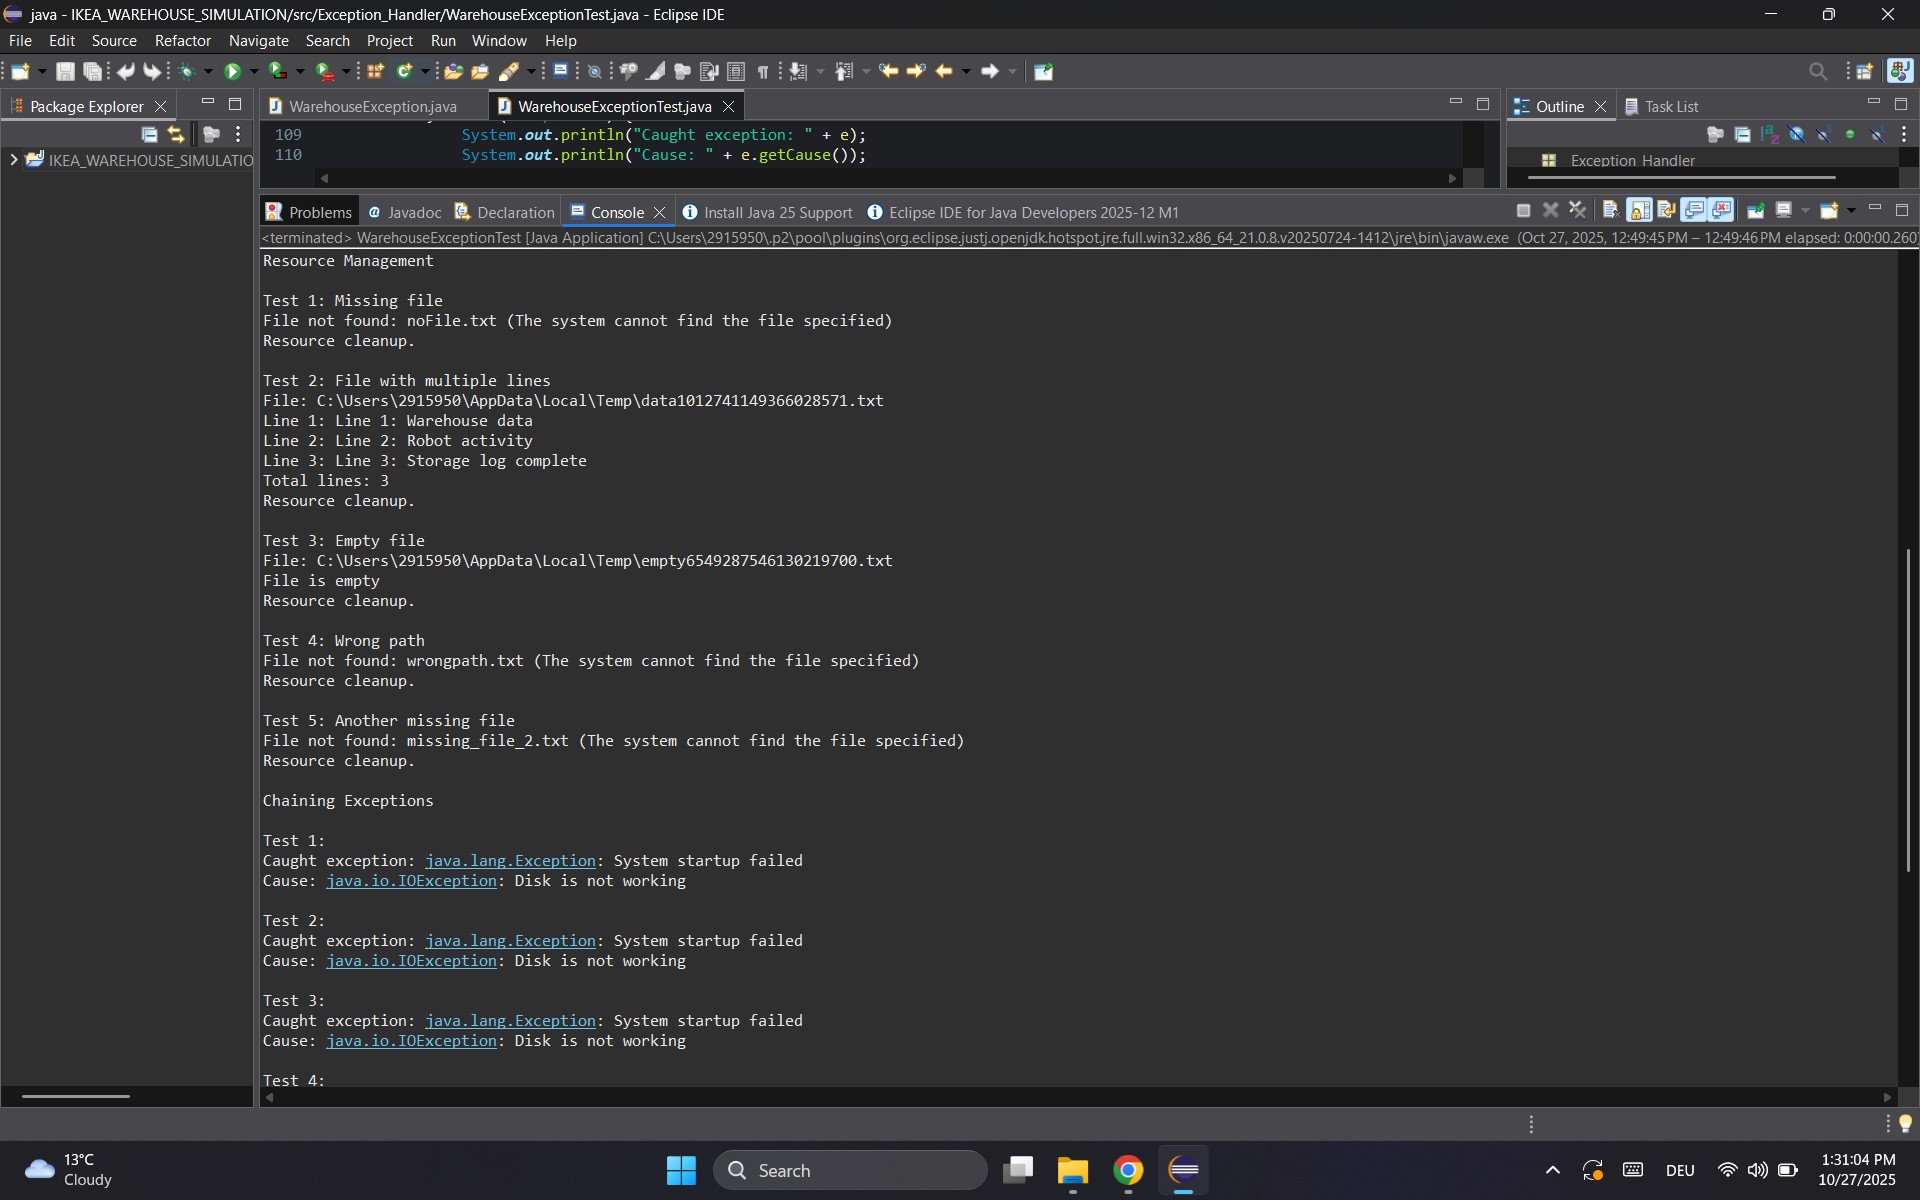 java - IKEA_WAREHOUSE_SIMULATION/src/Exception_Handler/WarehouseExceptionTest.java - Eclipse IDE
File Edit Source Refactor Navigate Search Project Run Window Help
Package Explorer
WarehouseException.java
WarehouseExceptionTest.java
Outline
Task List
109 System.out.println("Caught exception: " + e);
110 System.out.println("Cause: " + e.getCause());
IKEA_WAREHOUSE_SIMULATIO
Exception Handler
Problems Javadoc Declaration Console Install Java 25 Support Eclipse IDE for Java Developers 2025-12 M1
<terminated> WarehouseExceptionTest [Java Application] C:\Users\2915950\.p2\pool\plugins\org.eclipse.justj.openjdk.hotspot.jre.full.win32.x86_64_21.0.8.v20250724-1412\jre\bin\javaw.exe (Oct 27, 2025, 12:49:45 PM – 12:49:46 PM elapsed: 0:00:00.260
Resource Management
Test 1: Missing file
File not found: noFile.txt (The system cannot find the file specified)
Resource cleanup.
Test 2: File with multiple lines
File: C:\Users\2915950\AppData\Local\Temp\data1012741149366028571.txt
Line 1: Line 1: Warehouse data
Line 2: Line 2: Robot activity
Line 3: Line 3: Storage log complete
Total lines: 3
Resource cleanup.
Test 3: Empty file
File: C:\Users\2915950\AppData\Local\Temp\empty6549287546130219700.txt
File is empty
Resource cleanup.
Test 4: Wrong path
File not found: wrongpath.txt (The system cannot find the file specified)
Resource cleanup.
Test 5: Another missing file
File not found: missing_file_2.txt (The system cannot find the file specified)
Resource cleanup.
Chaining Exceptions
Test 1:
Caught exception: java.lang.Exception: System startup failed
Cause: java.io.IOException: Disk is not working
Test 2:
Caught exception: java.lang.Exception: System startup failed
Cause: java.io.IOException: Disk is not working
Test 3:
Caught exception: java.lang.Exception: System startup failed
Cause: java.io.IOException: Disk is not working
Test 4:
13°C
Cloudy
Search
DEU
1:31:04 PM
10/27/2025